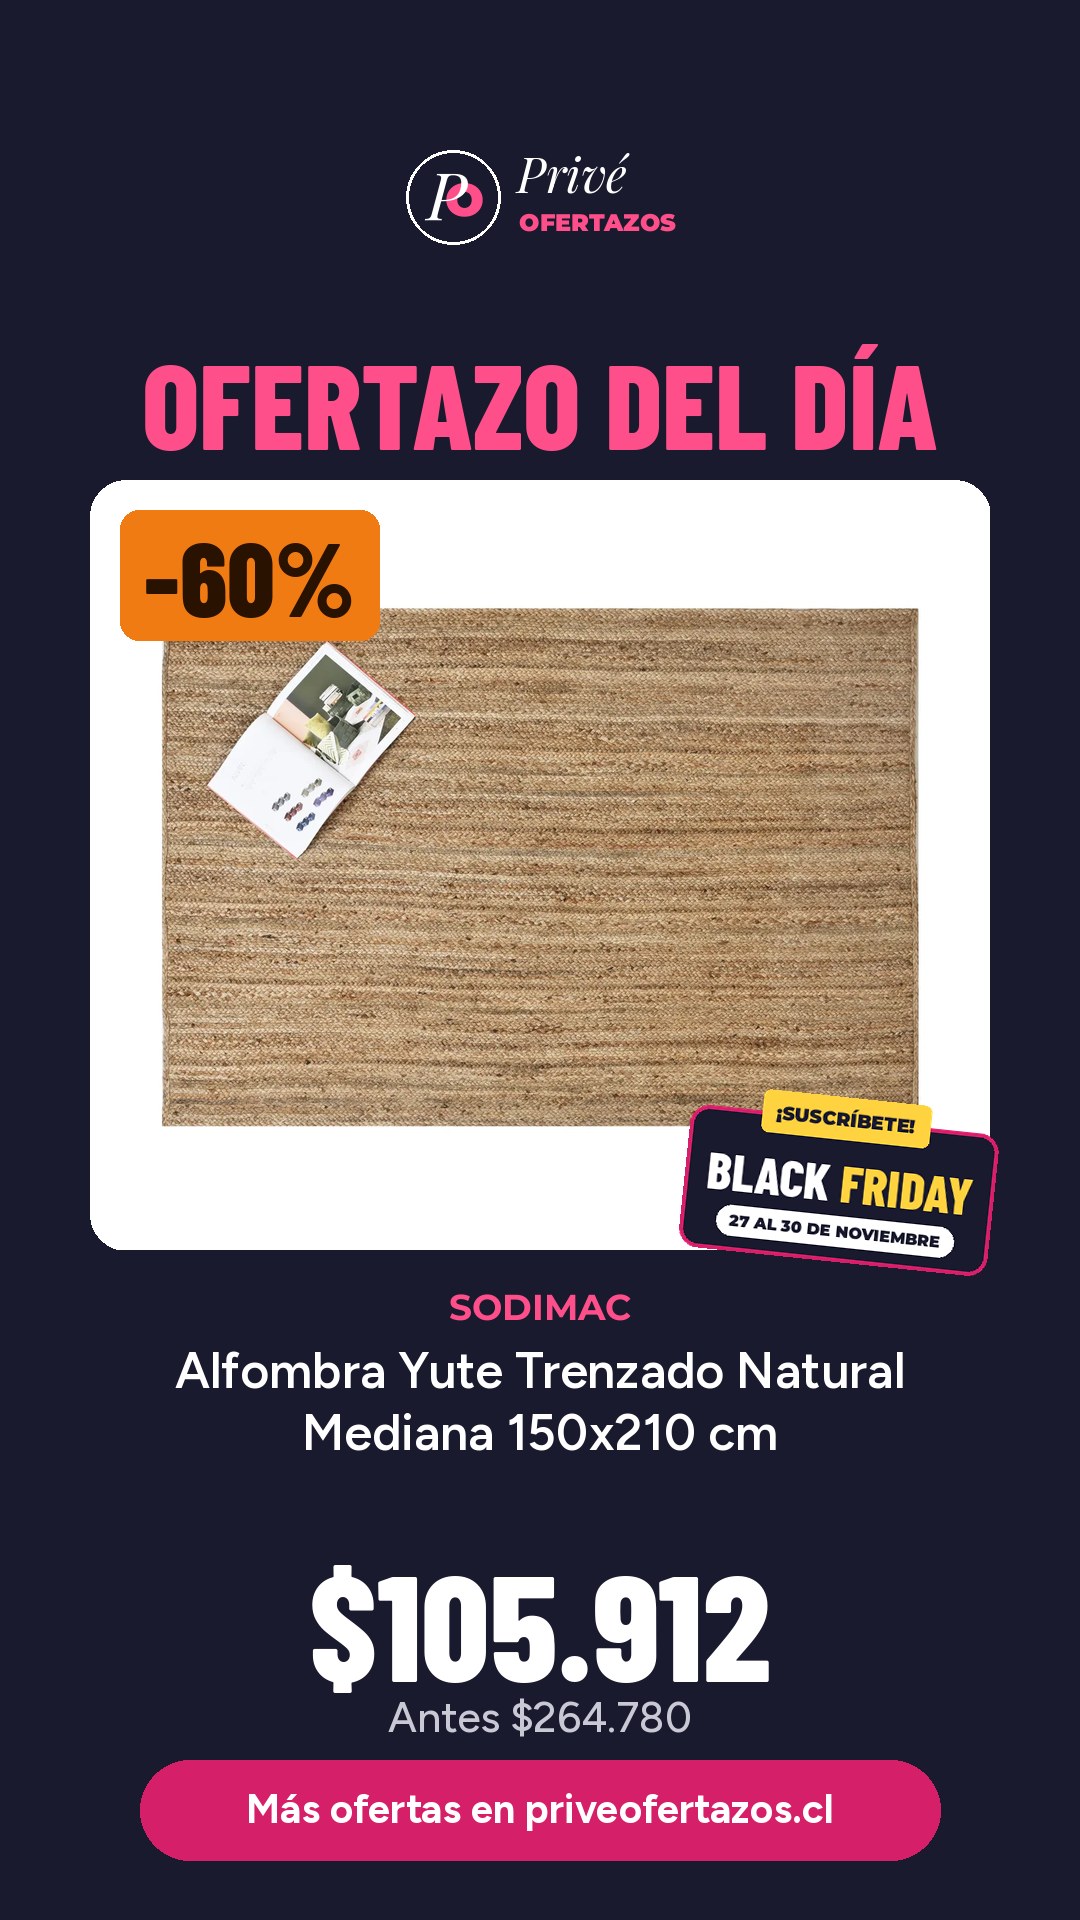 PO
Privé
OFERTAZOS
OFERTAZO DEL DÍA
-60%
¡SUSCRÍBETE!
BLACK FRIDAY
27 AL 30 DE NOVIEMBRE
SODIMAC
Alfombra Yute Trenzado Natural
Mediana 150x210 cm
$105.912
Antes $264.780
Más ofertas en priveofertazos.cl